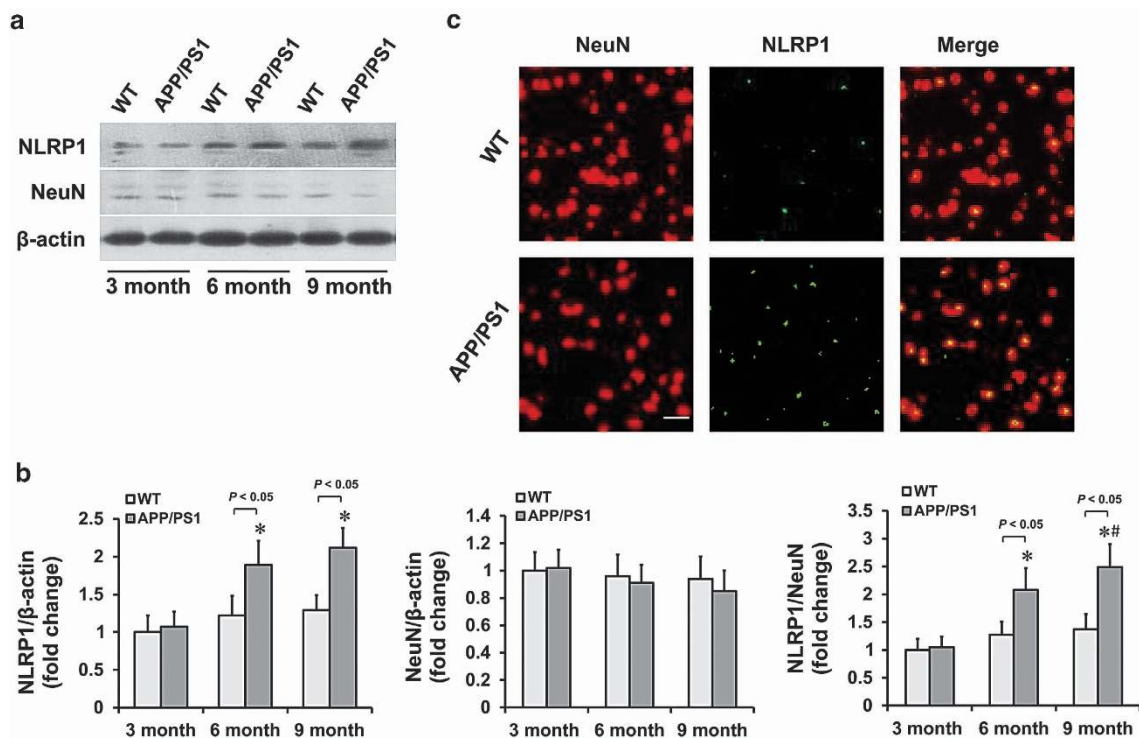 a
WT
APP/PS1
WT
APP/PS1
WT
APP/PS1
NLRP1
NeuN
β-actin
3 month
6 month
9 month
c
NeuN
NLRP1
Merge
WT
APP/PS1
b
WT
APP/PS1
P < 0.05
P < 0.05
*
*
2.5
2
1.5
1
0.5
0
NLRP1/β-actin
(fold change)
3 month
6 month
9 month
WT
APP/PS1
1.4
1.2
1
0.8
0.6
0.4
0.2
0
NeuN/β-actin
(fold change)
3 month
6 month
9 month
WT
APP/PS1
P < 0.05
P < 0.05
*
*#
3.5
3
2.5
2
1.5
1
0.5
0
NLRP1/NeuN
(fold change)
3 month
6 month
9 month